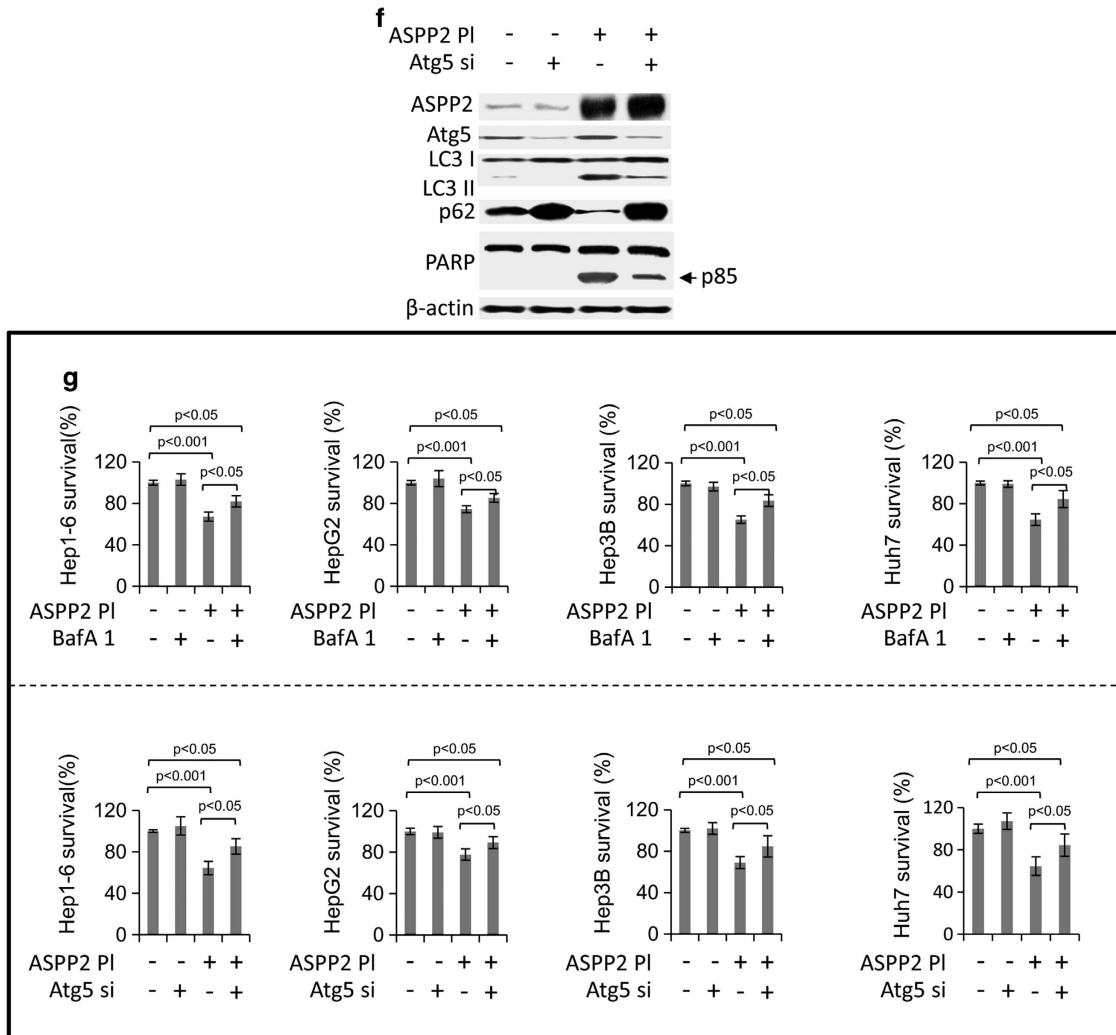 f
ASPP2 Pl - - + +
Atg5 si - + - +
ASPP2
Atg5
LC3 I
LC3 II
p62
PARP
p85
β-actin
g
Hep1-6 survival(%)
p<0.05
p<0.001
p<0.05
120
80
40
0
ASPP2 Pl - - + +
BafA 1 - + - +
HepG2 survival (%)
p<0.05
p<0.001
p<0.05
120
80
40
0
ASPP2 Pl - - + +
BafA 1 - + - +
Hep3B survival (%)
p<0.05
p<0.001
p<0.05
120
80
40
0
ASPP2 Pl - - + +
BafA 1 - + - +
Huh7 survival (%)
p<0.05
p<0.001
p<0.05
120
80
40
0
ASPP2 Pl - - + +
BafA 1 - + - +
Hep1-6 survival(%)
p<0.05
p<0.001
p<0.05
120
80
40
0
ASPP2 Pl - - + +
Atg5 si - + - +
HepG2 survival (%)
p<0.05
p<0.001
p<0.05
120
80
40
0
ASPP2 Pl - - + +
Atg5 si - + - +
Hep3B survival (%)
p<0.05
p<0.001
p<0.05
120
80
40
0
ASPP2 Pl - - + +
Atg5 si - + - +
Huh7 survival (%)
p<0.05
p<0.001
p<0.05
120
80
40
0
ASPP2 Pl - - + +
Atg5 si - + - +